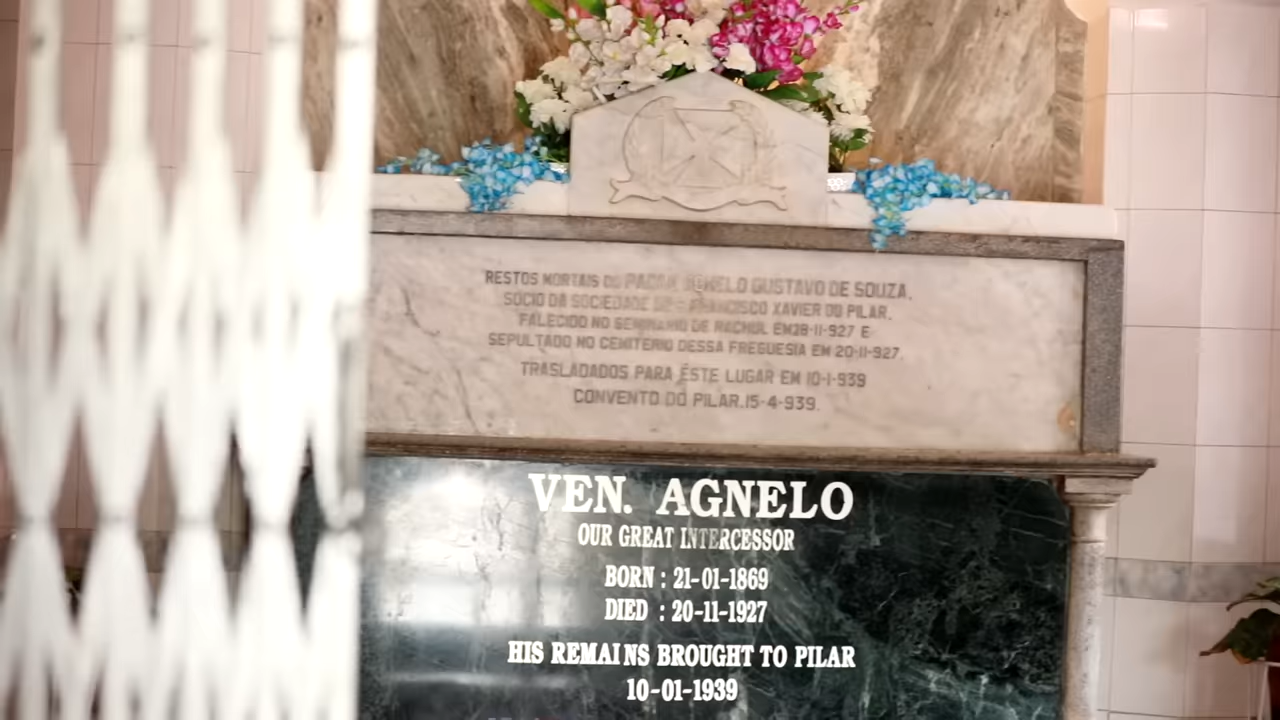 RESTOS MORTAIS DO PADRE AGNELO GUSTAVO DE SOUZA,
SOCIO DA SOCIEDADE DE S. FRANCISCO XAVIER DO PILAR,
FALECIDO NO SEMINARIO DE RACHOL EM 28-11-927 E
SEPULTADO NO CEMITERIO DESSA FREGUESIA EM 20-11-927.
TRASLADADOS PARA ÊSTE LUGAR EM 10-1-939
CONVENTO DO PILAR.15-4-939.
VEN. AGNELO
OUR GREAT INTERCESSOR
BORN : 21-01-1869
DIED : 20-11-1927
HIS REMAINS BROUGHT TO PILAR
10-01-1939